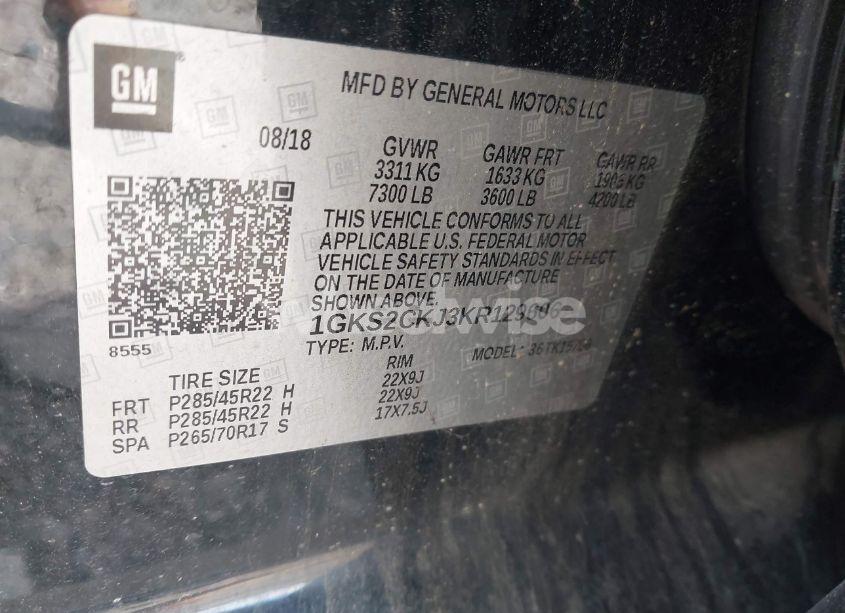 GM
MFD BY GENERAL MOTORS LLC
08/18 GVWR GAWR FRT GAWR RR
3311 KG 1633 KG 1905 KG
7300 LB 3600 LB 4200 LB
THIS VEHICLE CONFORMS TO ALL
APPLICABLE U.S. FEDERAL MOTOR
VEHICLE SAFETY STANDARDS IN EFFECT
ON THE DATE OF MANUFACTURE
SHOWN ABOVE.
8555
TYPE: M.P.V. MODEL:
TIRE SIZE RIM
FRT P285/45R22 H 22X9J
RR P285/45R22 H 22X9J
SPA P265/70R17 S 17X7.5J